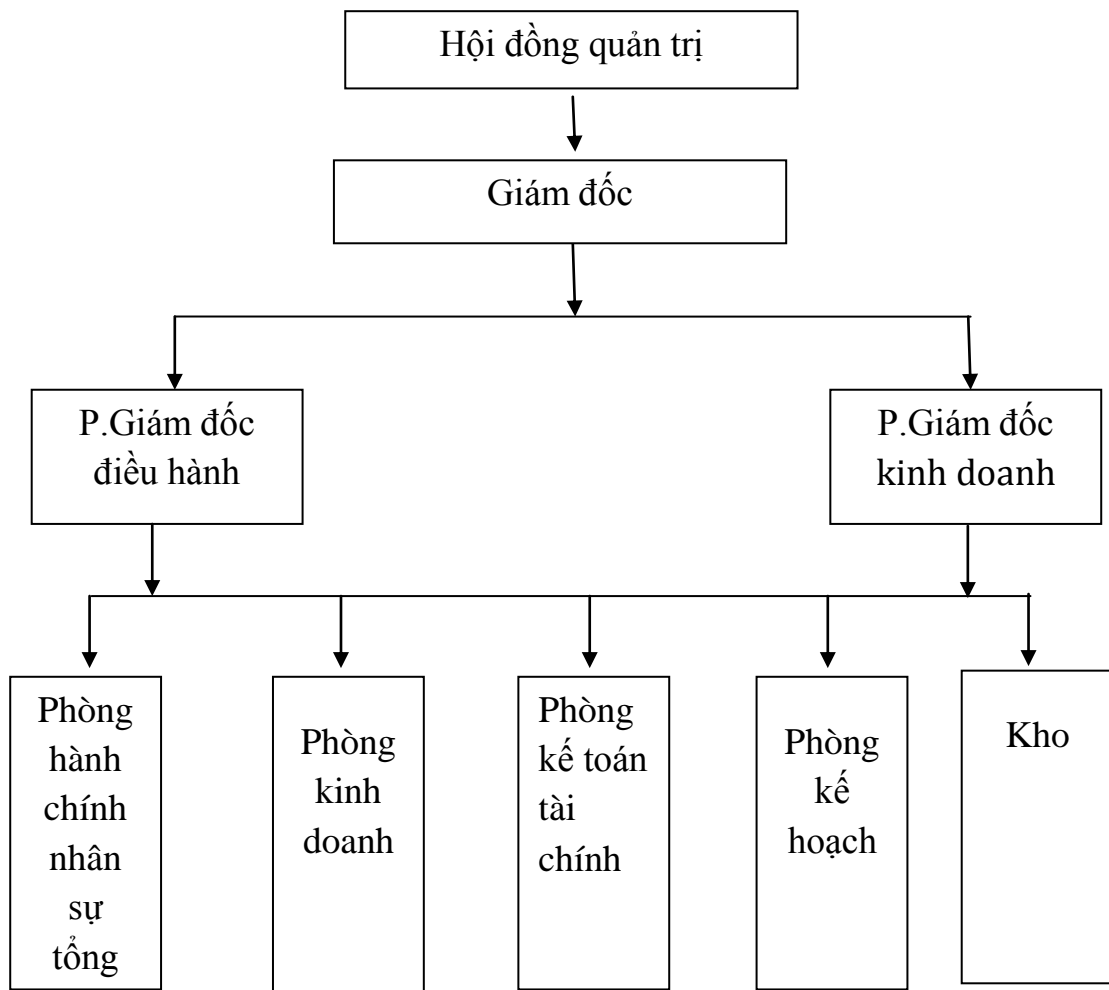 Hội đồng quản trị
Giám đốc
P.Giám đốc
điều hành
P.Giám đốc
kinh doanh
Phòng
hành
chính
nhân
sự
tổng
Phòng
kinh
doanh
Phòng
kế toán
tài
chính
Phòng
kế
hoạch
Kho